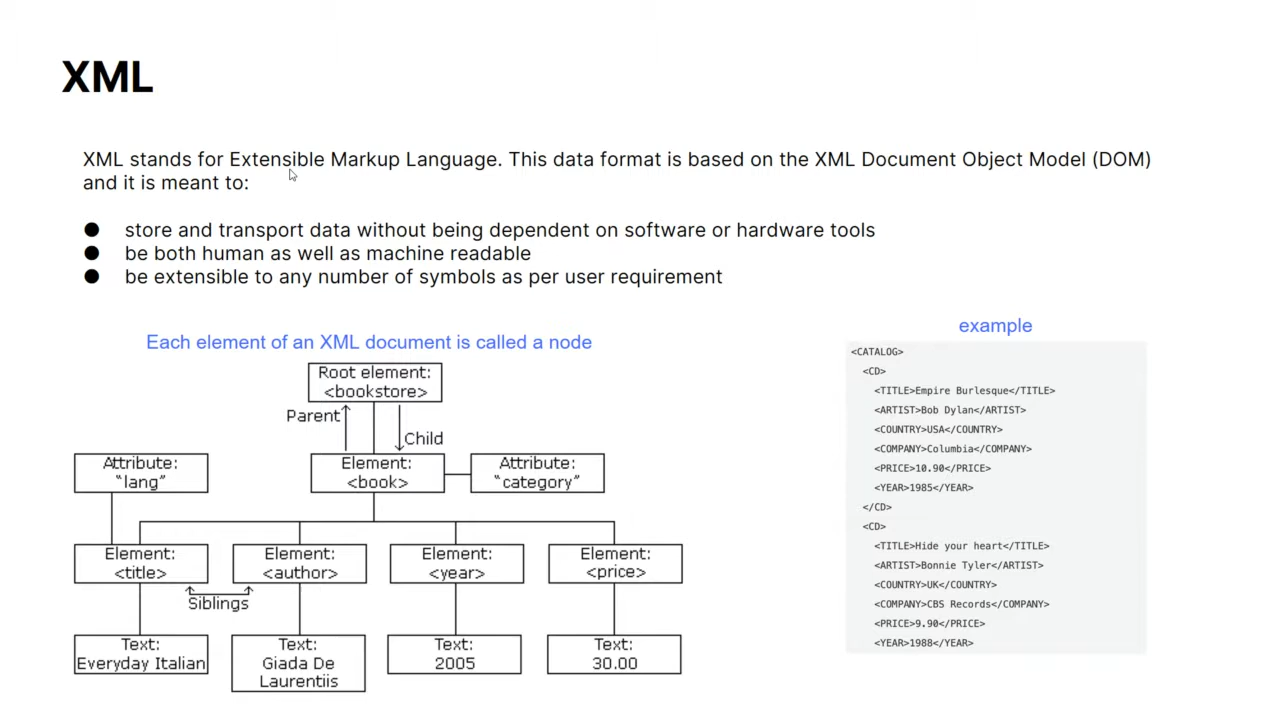 XML
XML stands for Extensible Markup Language. This data format is based on the XML Document Object Model (DOM)
and it is meant to:
● store and transport data without being dependent on software or hardware tools
● be both human as well as machine readable
● be extensible to any number of symbols as per user requirement
Each element of an XML document is called a node
Root element:
<bookstore>
Parent
Child
Attribute:
"lang"
Element:
<book>
Attribute:
"category"
Element:
<title>
Element:
<author>
Element:
<year>
Element:
<price>
Siblings
Text:
Everyday Italian
Text:
Giada De
Laurentiis
Text:
2005
Text:
30.00
example
<CATALOG>
<CD>
<TITLE>Empire Burlesque</TITLE>
<ARTIST>Bob Dylan</ARTIST>
<COUNTRY>USA</COUNTRY>
<COMPANY>Columbia</COMPANY>
<PRICE>10.90</PRICE>
<YEAR>1985</YEAR>
</CD>
<CD>
<TITLE>Hide your heart</TITLE>
<ARTIST>Bonnie Tyler</ARTIST>
<COUNTRY>UK</COUNTRY>
<COMPANY>CBS Records</COMPANY>
<PRICE>9.90</PRICE>
<YEAR>1988</YEAR>